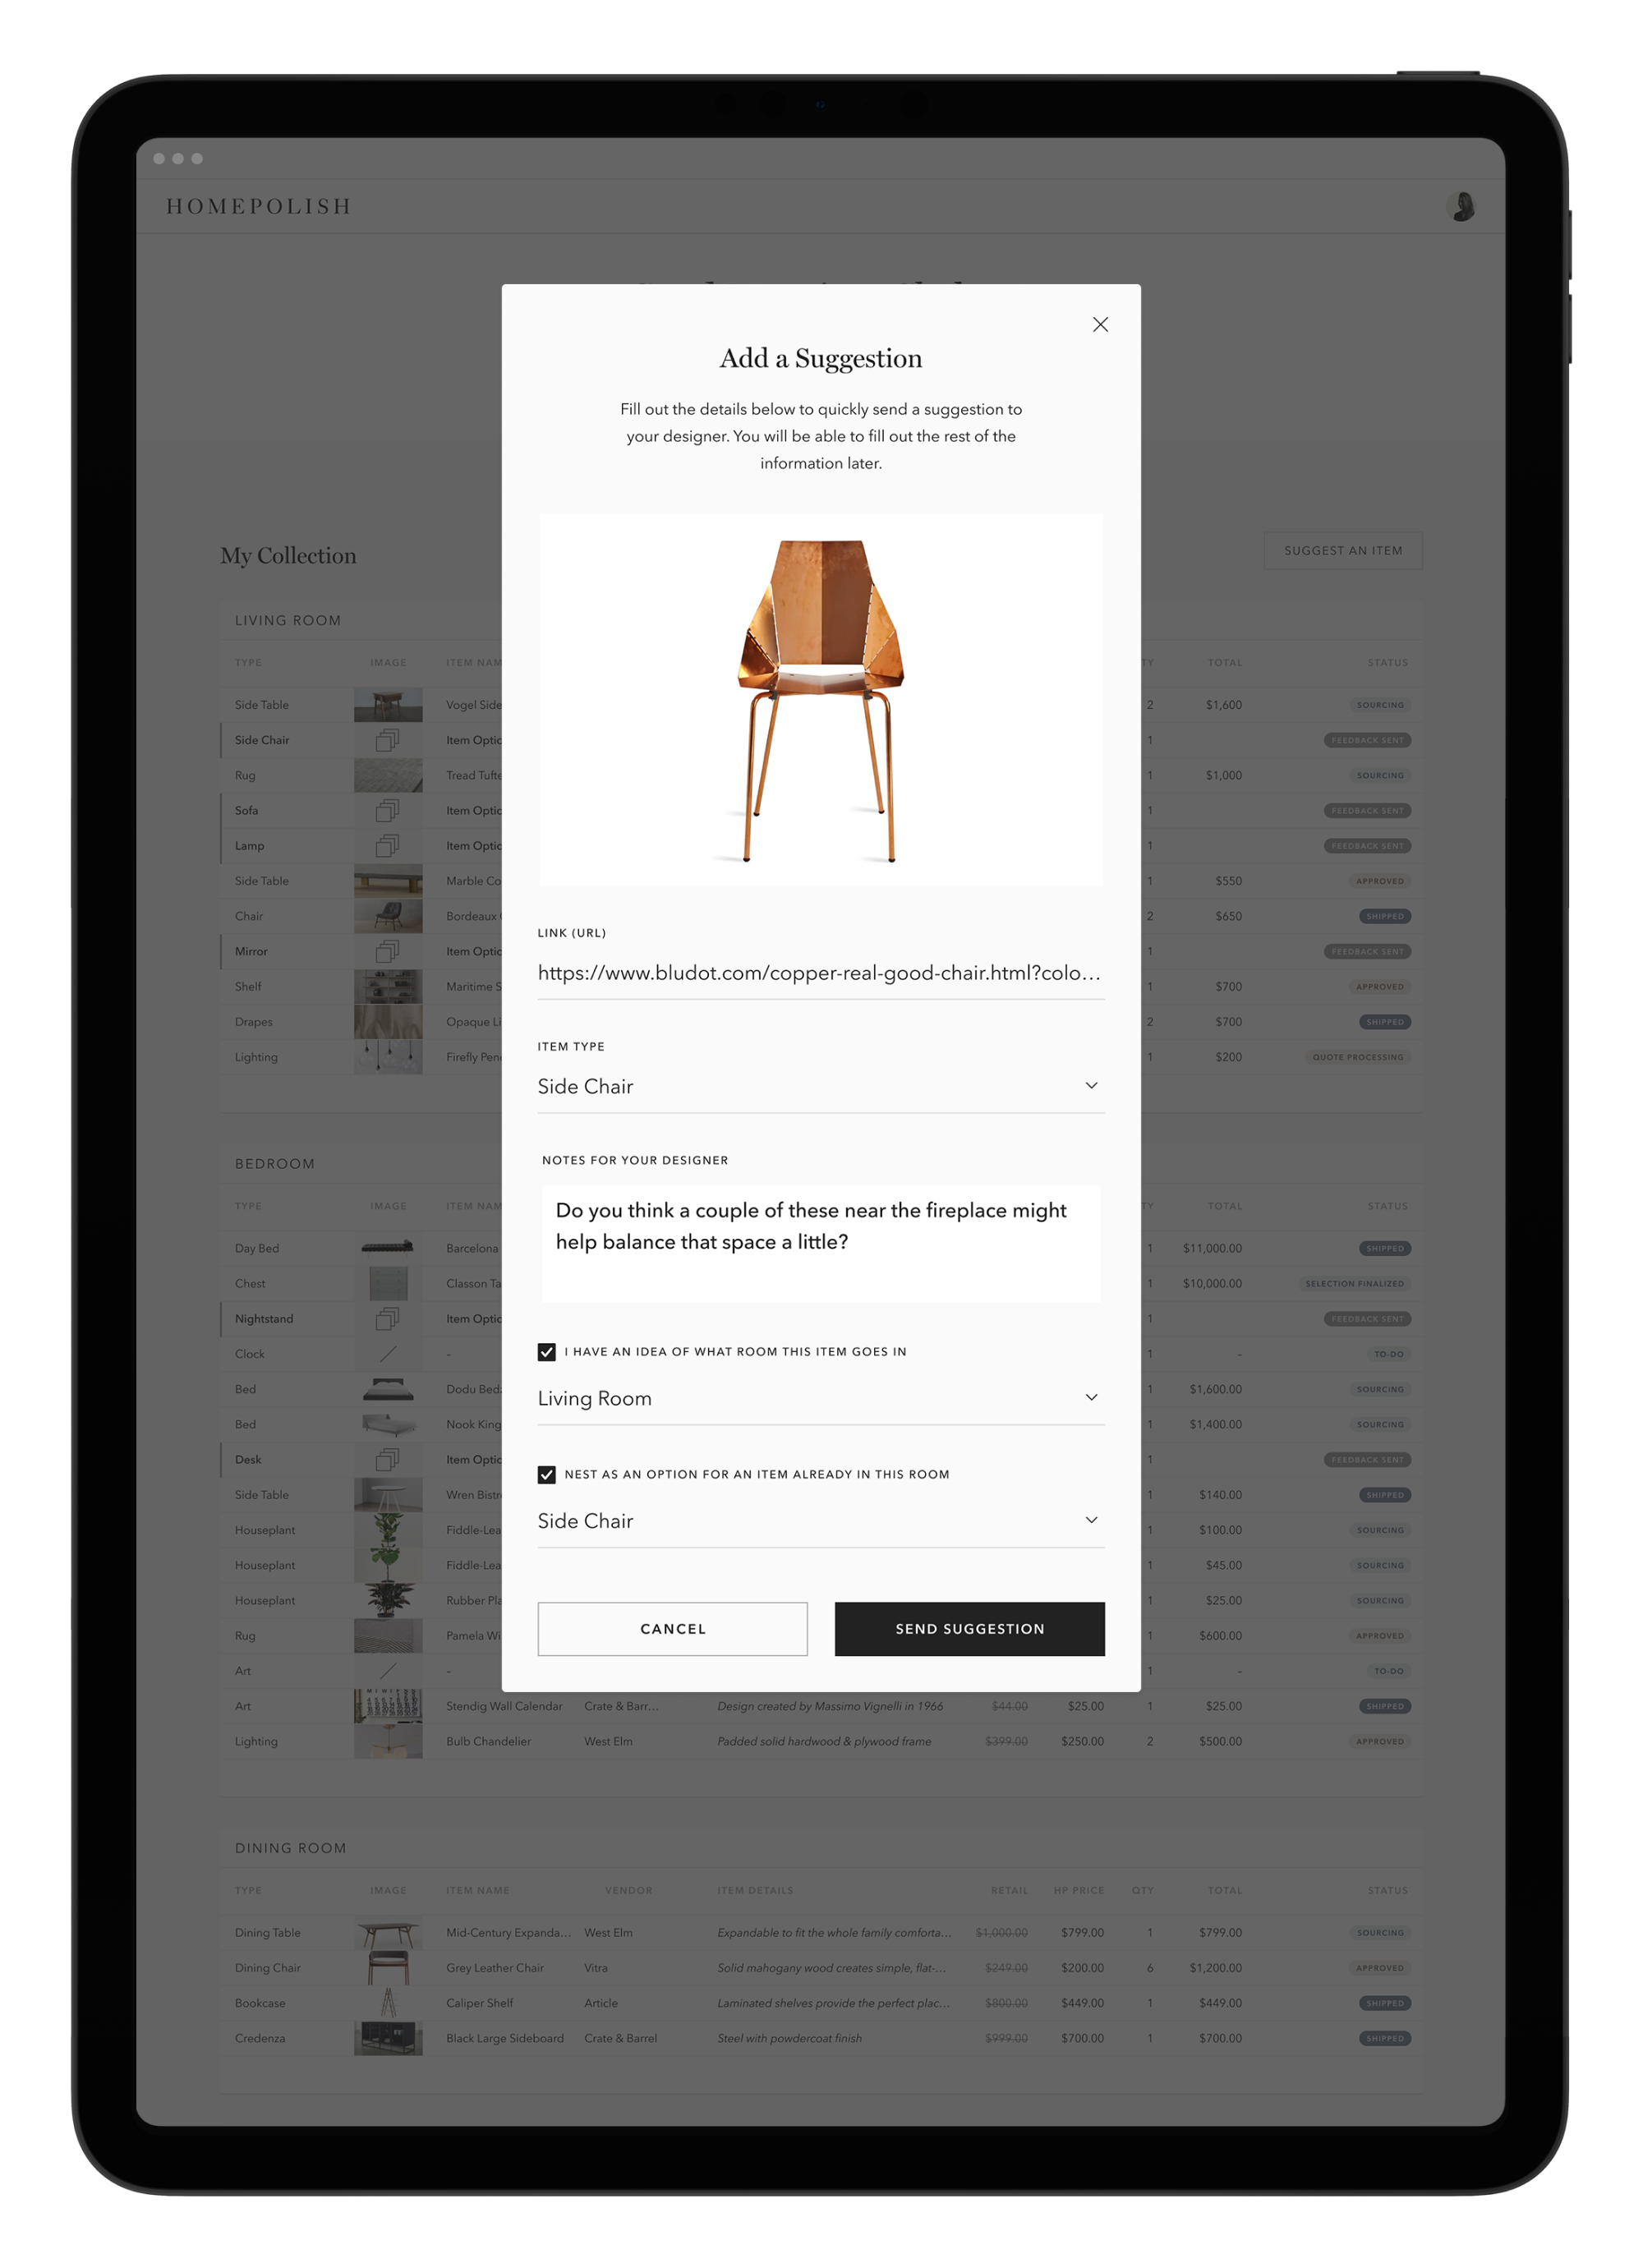 HOMEPOLISH
Add a Suggestion
Fill out the details below to quickly send a suggestion to
your designer. You will be able to fill out the rest of the
information later.
LINK (URL)
https://www.bludot.com/copper-real-good-chair.html?colo...
ITEM TYPE
Side Chair
NOTES FOR YOUR DESIGNER
Do you think a couple of these near the fireplace might
help balance that space a little?
I HAVE AN IDEA OF WHAT ROOM THIS ITEM GOES IN
Living Room
NEST AS AN OPTION FOR AN ITEM ALREADY IN THIS ROOM
Side Chair
CANCEL SEND SUGGESTION
My Collection SUGGEST AN ITEM
LIVING ROOM
TYPE IMAGE ITEM NAM TY TOTAL STATUS
Side Table Vogel Side 2 $1,600 SOURCING
Side Chair Item Optio 1 FEEDBACK SENT
Rug Tread Tufte 1 $1,000 SOURCING
Sofa Item Optio 1 FEEDBACK SENT
Lamp Item Optio 1 FEEDBACK SENT
Side Table Marble Co 1 $550 APPROVED
Chair Bordeaux 2 $650 SHIPPED
Mirror Item Optio 1 FEEDBACK SENT
Shelf Maritime S 1 $700 APPROVED
Drapes Opaque Li 2 $700 SHIPPED
Lighting Firefly Pen 1 $200 QUOTE PROCESSING
BEDROOM
TYPE IMAGE ITEM NAM TY TOTAL STATUS
Day Bed Barcelona 1 $11,000.00 SHIPPED
Chest Classon Ta 1 $10,000.00 SELECTION FINALIZED
Nightstand Item Optio 1 FEEDBACK SENT
Clock – 1 – TO-DO
Bed Dodu Bed 1 $1,600.00 SOURCING
Bed Nook King 1 $1,400.00 SOURCING
Desk Item Optio 1 FEEDBACK SENT
Side Table Wren Bistr 1 $140.00 SHIPPED
Houseplant Fiddle-Lea 1 $100.00 SOURCING
Houseplant Fiddle-Lea 1 $45.00 SOURCING
Houseplant Rubber Pla 1 $25.00 SOURCING
Rug Pamela Wi 1 $600.00 APPROVED
Art – 1 – TO-DO
Art Stendig Wall Calendar Crate & Barr... Design created by Massimo Vignelli in 1966 $44.00 $25.00 1 $25.00 SHIPPED
Lighting Bulb Chandelier West Elm Padded solid hardwood & plywood frame $399.00 $250.00 2 $500.00 APPROVED
DINING ROOM
TYPE IMAGE ITEM NAME VENDOR ITEM DETAILS RETAIL HP PRICE QTY TOTAL STATUS
Dining Table Mid-Century Expanda... West Elm Expandable to fit the whole family comforta... $1,000.00 $799.00 1 $799.00 SOURCING
Dining Chair Grey Leather Chair Vitra Solid mahogany wood creates simple, flat-... $249.00 $200.00 6 $1,200.00 APPROVED
Bookcase Caliper Shelf Article Laminated shelves provide the perfect plac... $800.00 $449.00 1 $449.00 SHIPPED
Credenza Black Large Sideboard Crate & Barrel Steel with powdercoat finish $999.00 $700.00 1 $700.00 SHIPPED